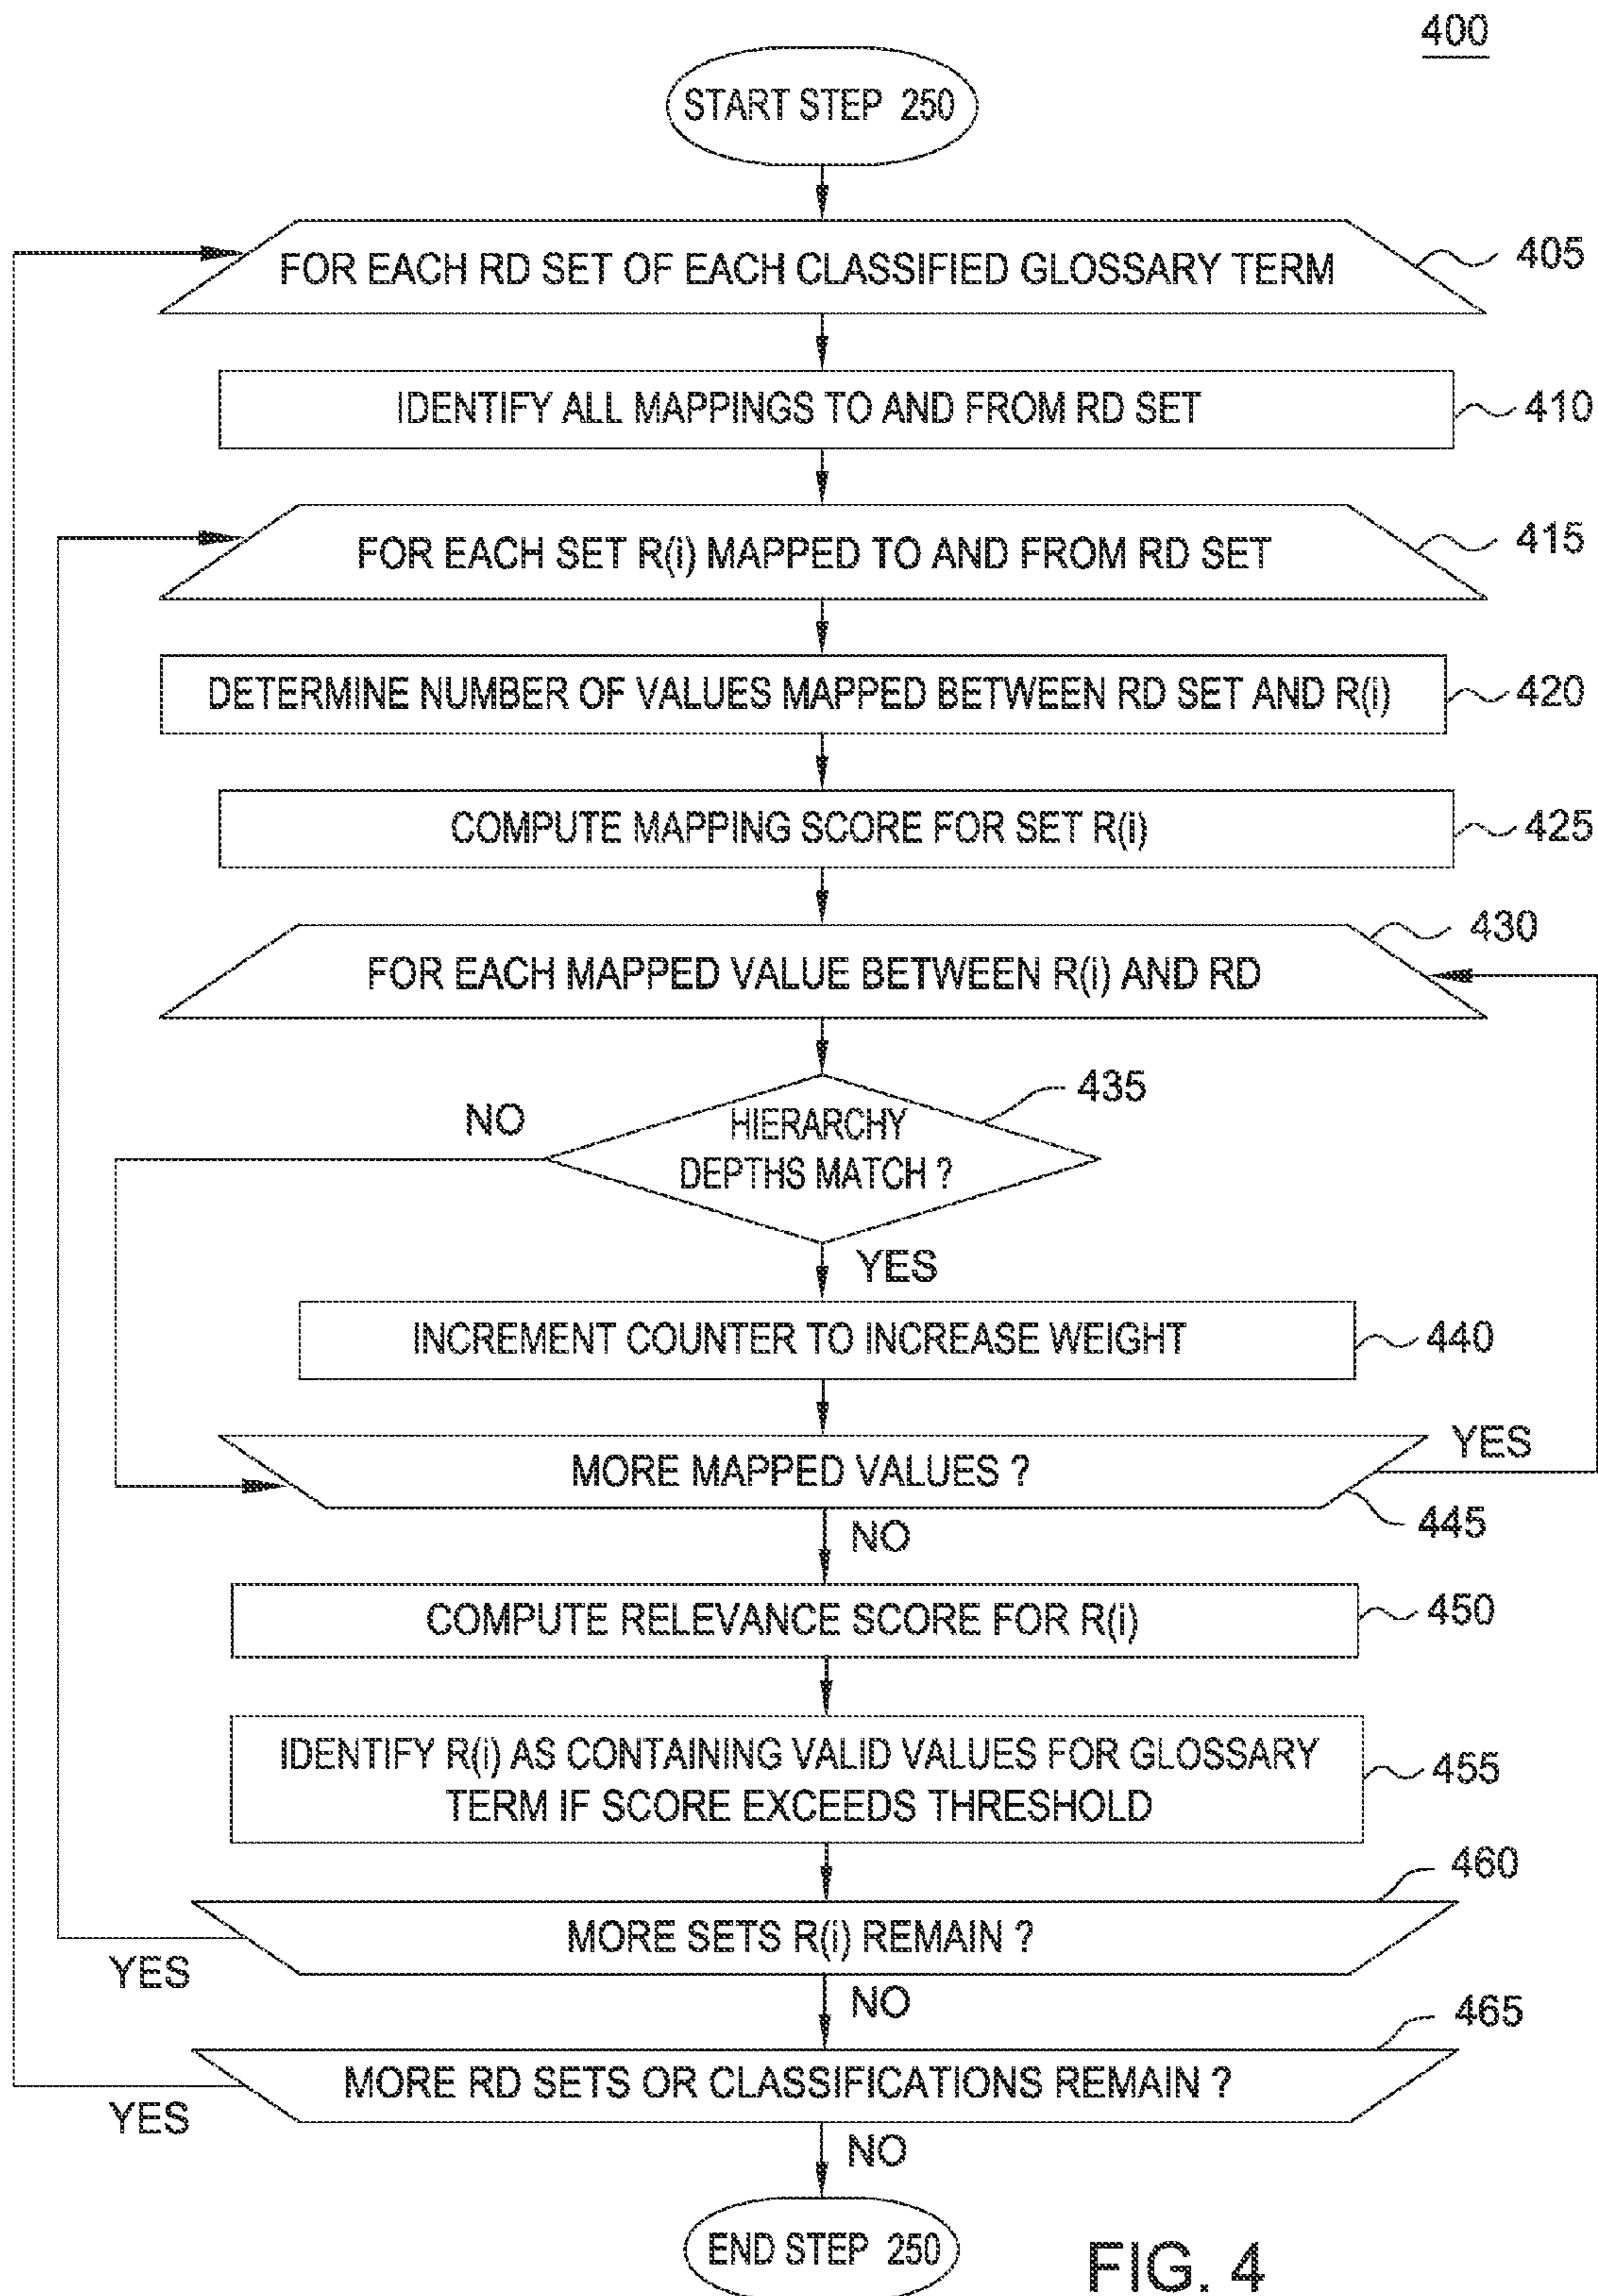 400
START STEP 250
FOR EACH RD SET OF EACH CLASSIFIED GLOSSARY TERM
405
IDENTIFY ALL MAPPINGS TO AND FROM RD SET
410
FOR EACH SET R(i) MAPPED TO AND FROM RD SET
415
DETERMINE NUMBER OF VALUES MAPPED BETWEEN RD SET AND R(i)
420
COMPUTE MAPPING SCORE FOR SET R(i)
425
430
FOR EACH MAPPED VALUE BETWEEN R(i) AND RD
435
NO
HIERARCHY
DEPTHS MATCH ?
YES
INCREMENT COUNTER TO INCREASE WEIGHT
440
YES
MORE MAPPED VALUES ?
445
NO
COMPUTE RELEVANCE SCORE FOR R(i)
450
IDENTIFY R(i) AS CONTAINING VALID VALUES FOR GLOSSARY
TERM IF SCORE EXCEEDS THRESHOLD
455
460
MORE SETS R(i) REMAIN ?
YES
NO
465
MORE RD SETS OR CLASSIFICATIONS REMAIN ?
YES
NO
END STEP 250
FIG. 4